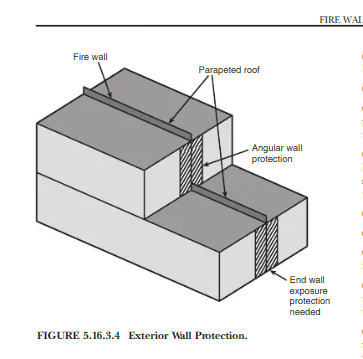 FIRE WAL
Fire wall
Parapeted roof
Angular wall
protection
End wall
exposure
protection
needed
FIGURE 5.16.3.4 Exterior Wall Protection.